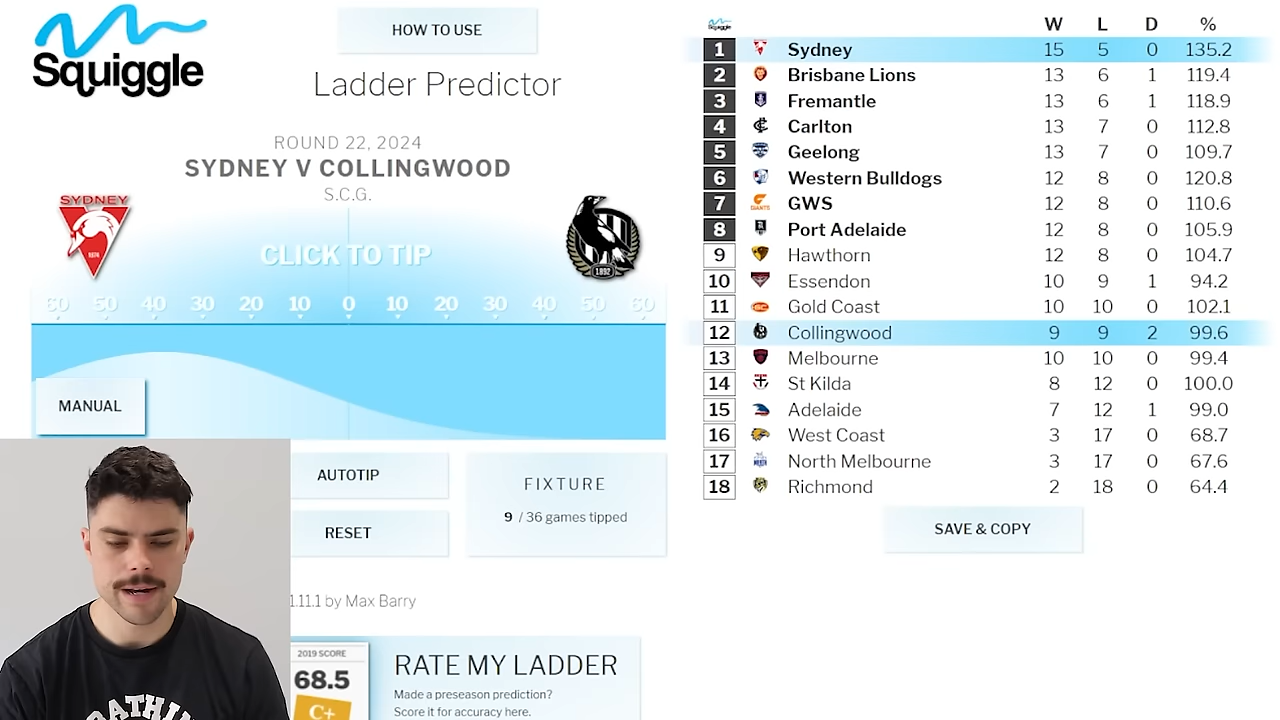 Squiggle
HOW TO USE
Ladder Predictor
ROUND 22, 2024
SYDNEY V COLLINGWOOD
S.C.G.
SYDNEY
1874
1892
CLICK TO TIP
60 50 40 30 20 10 0 10 20 30 40 50 60
MANUAL
AUTOTIP
RESET
FIXTURE
9 / 36 games tipped
1.11.1 by Max Barry
2019 SCORE
68.5
C+
RATE MY LADDER
Made a preseason prediction?
Score it for accuracy here.
W L D %
1 Sydney 15 5 0 135.2
2 Brisbane Lions 13 6 1 119.4
3 Fremantle 13 6 1 118.9
4 Carlton 13 7 0 112.8
5 Geelong 13 7 0 109.7
6 Western Bulldogs 12 8 0 120.8
7 GWS 12 8 0 110.6
8 Port Adelaide 12 8 0 105.9
9 Hawthorn 12 8 0 104.7
10 Essendon 10 9 1 94.2
11 Gold Coast 10 10 0 102.1
12 Collingwood 9 9 2 99.6
13 Melbourne 10 10 0 99.4
14 St Kilda 8 12 0 100.0
15 Adelaide 7 12 1 99.0
16 West Coast 3 17 0 68.7
17 North Melbourne 3 17 0 67.6
18 Richmond 2 18 0 64.4
SAVE & COPY